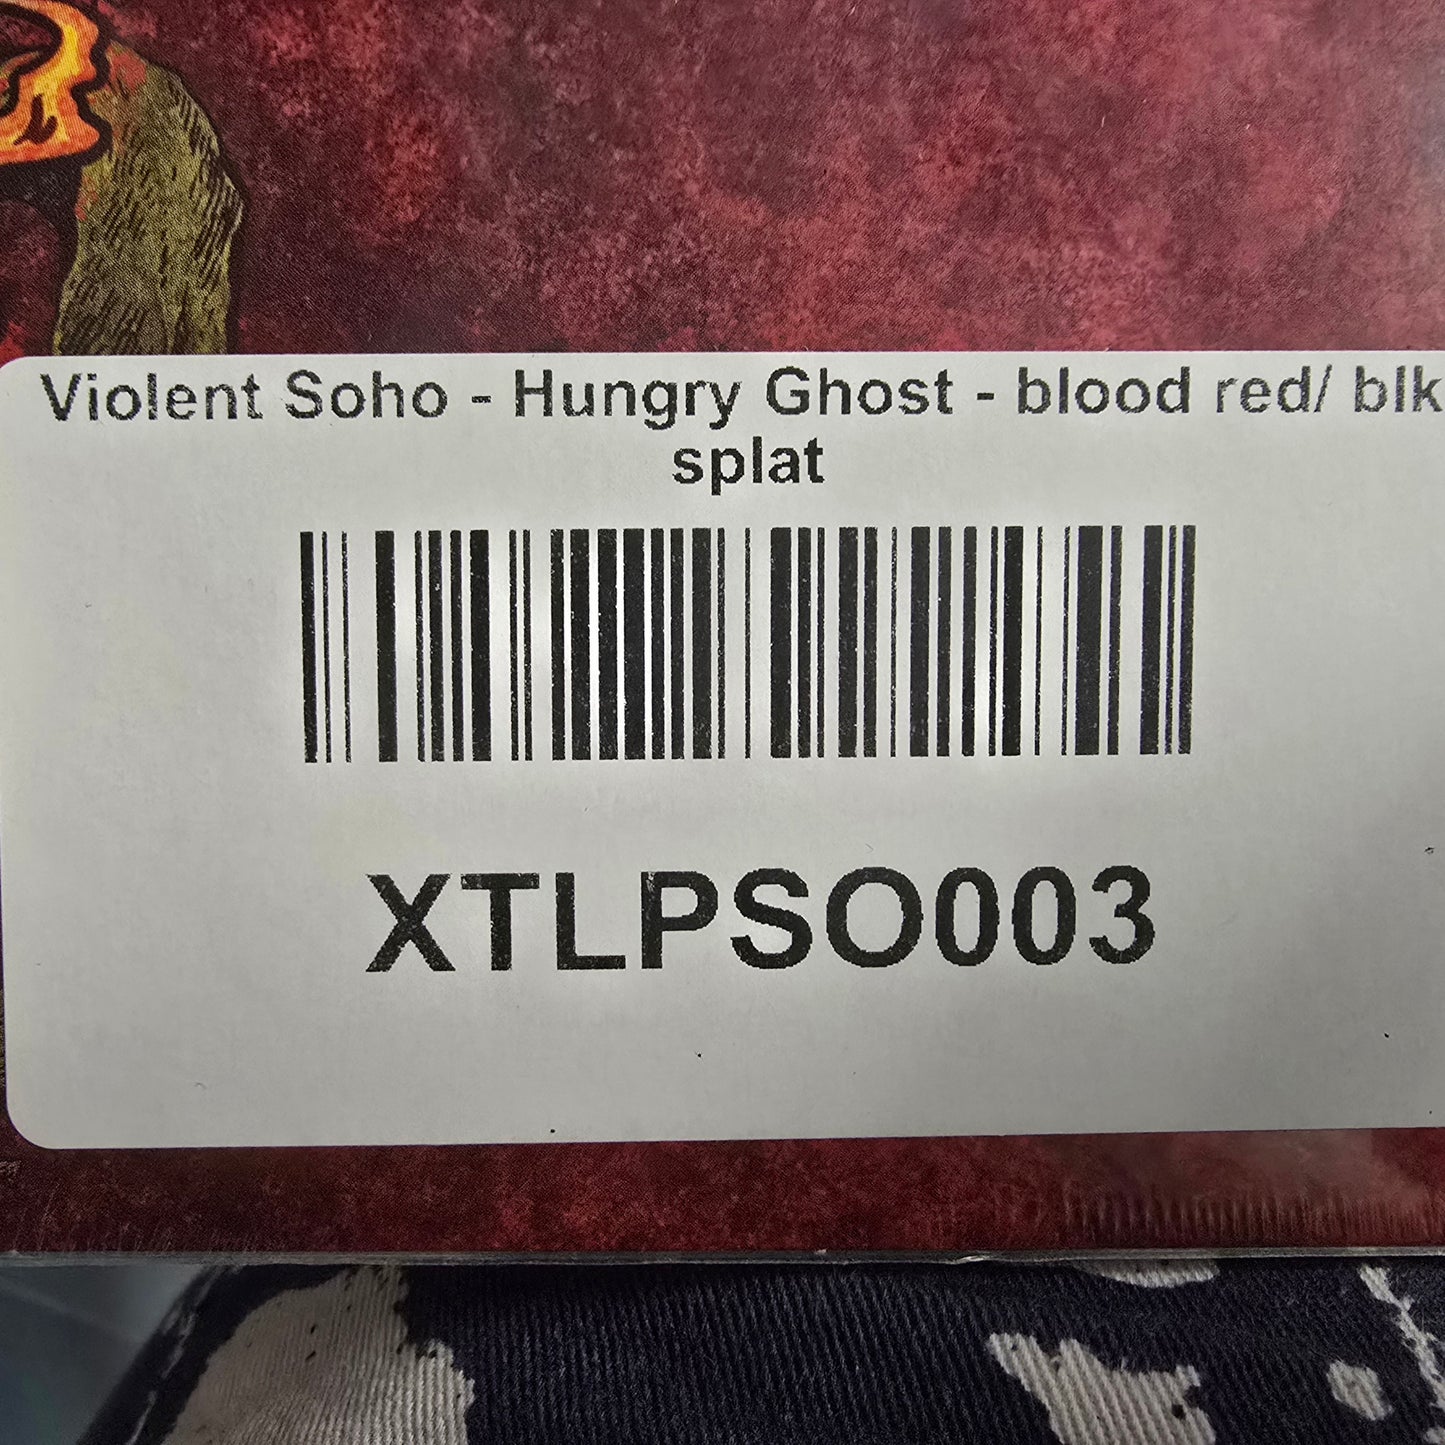 Violent Soho - Hungry Ghost - blood red/ blk
splat
XTLPSO003